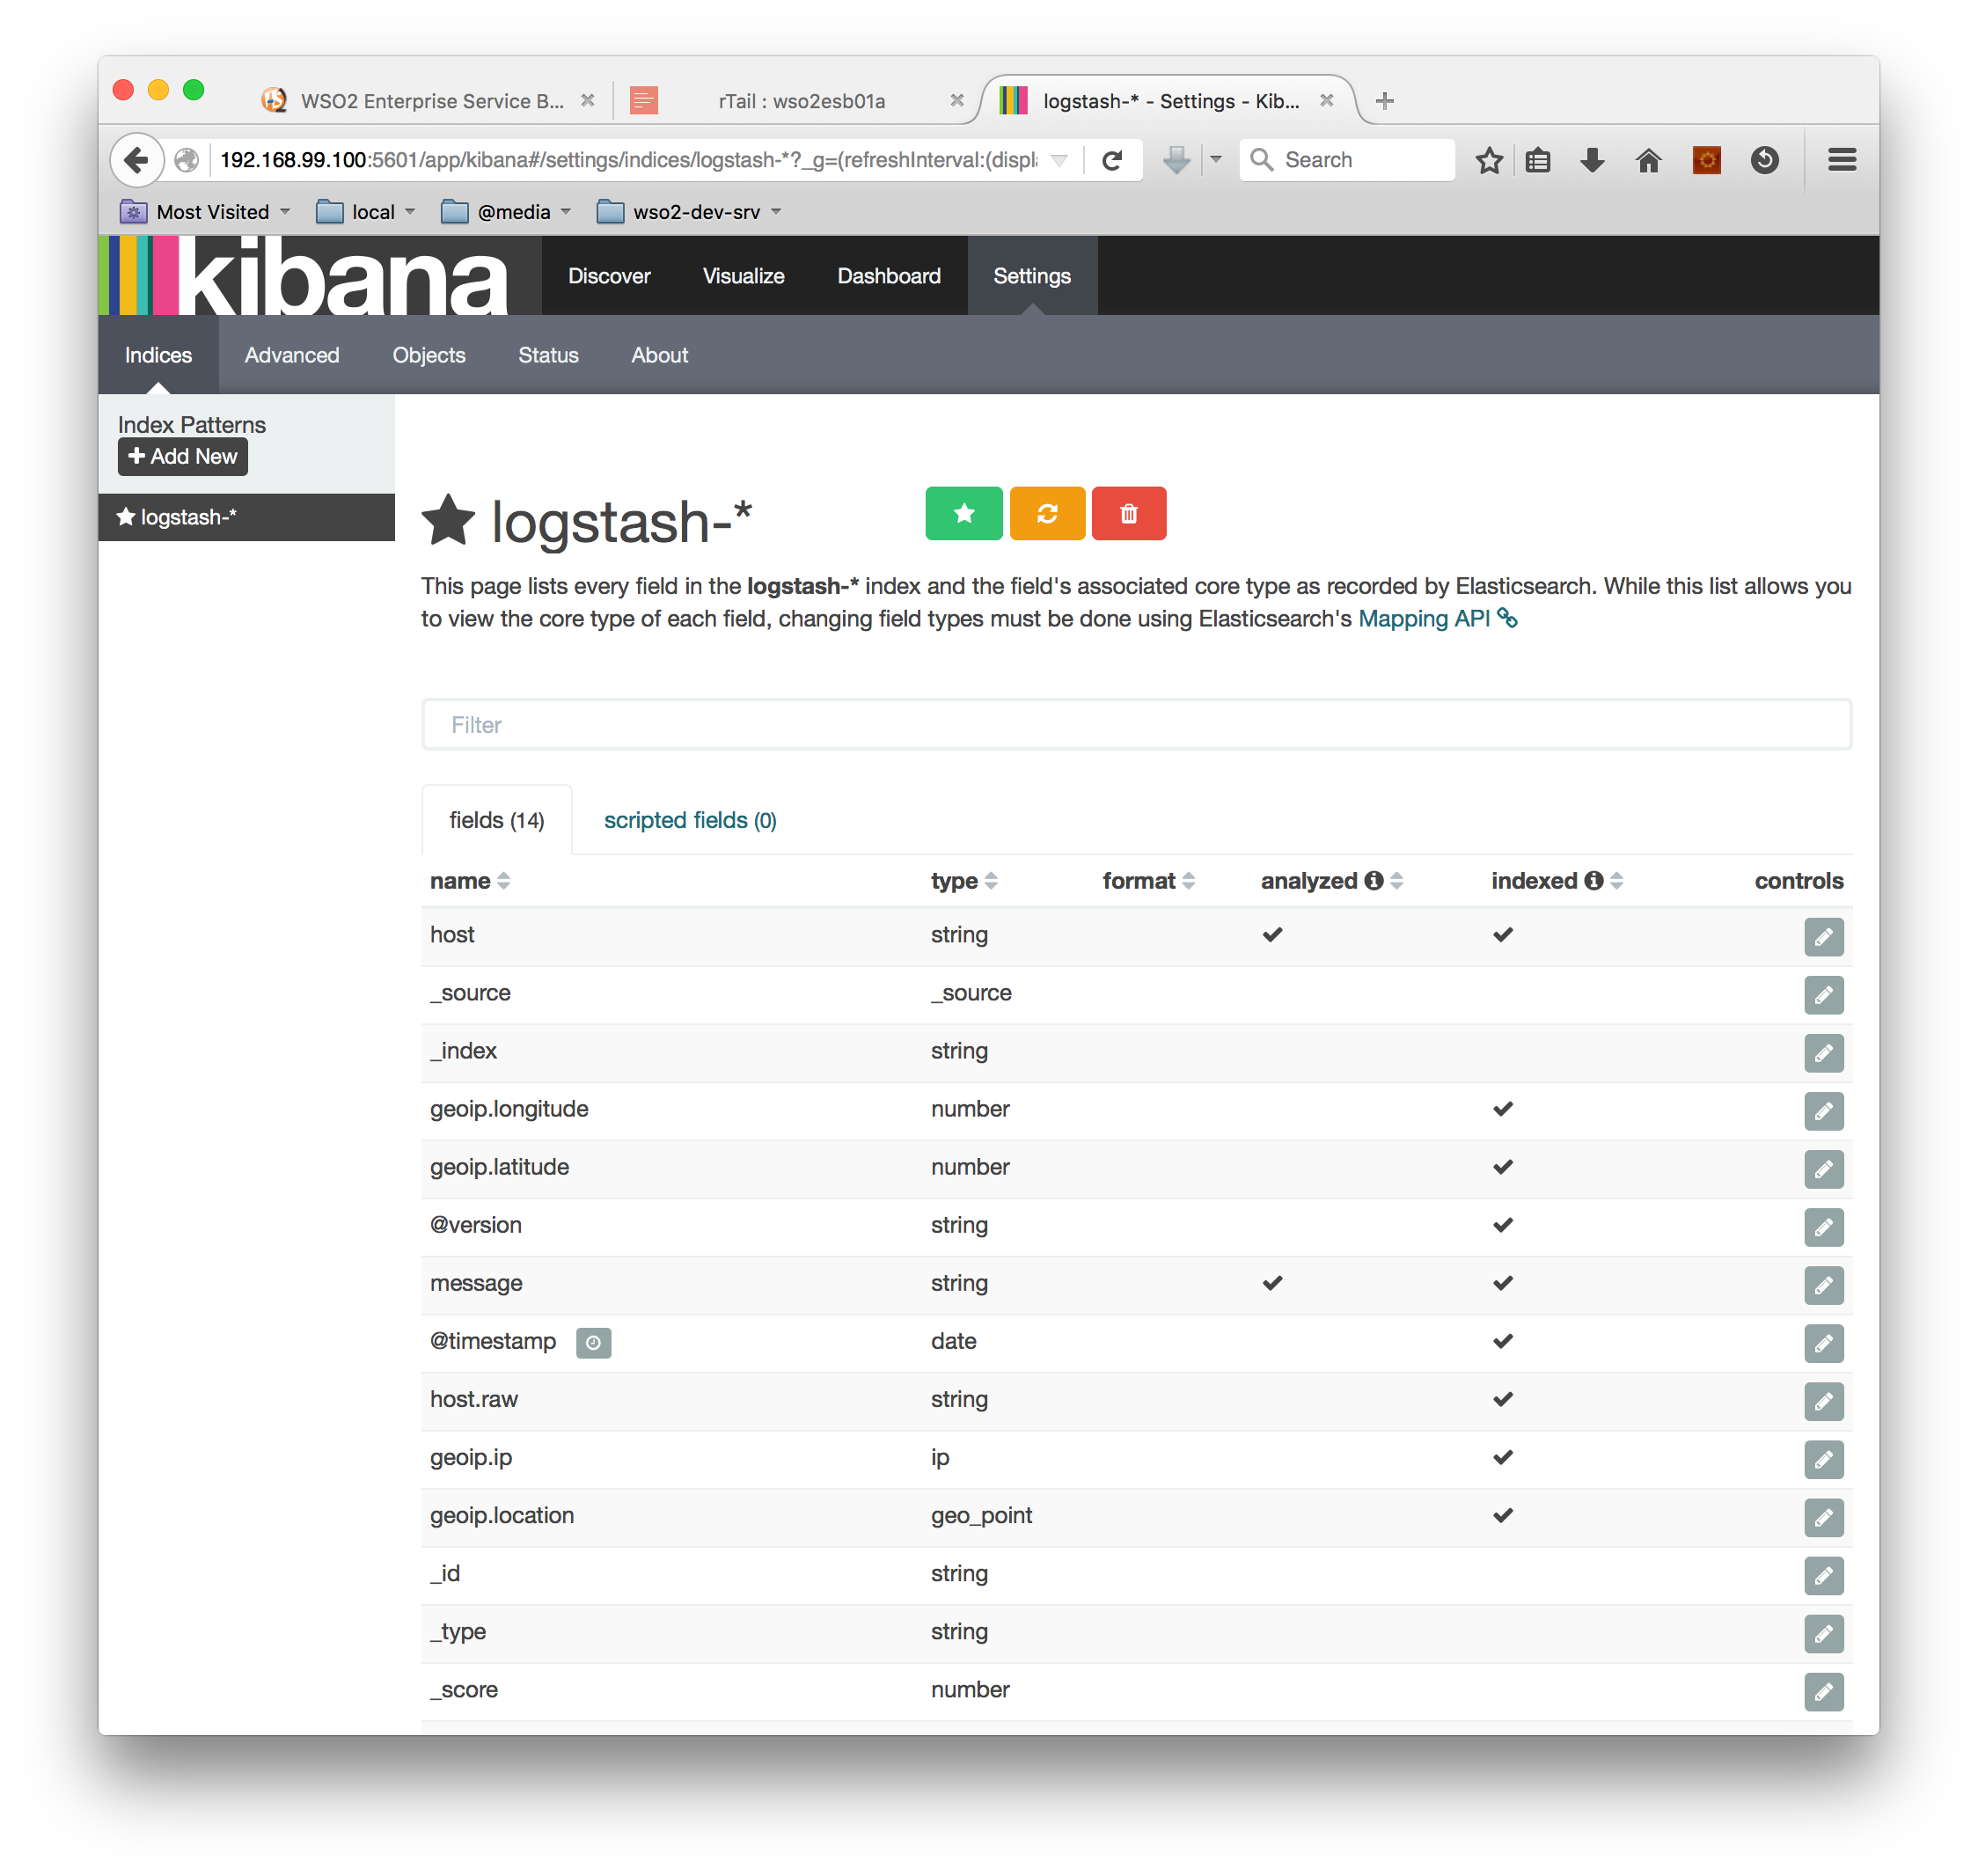 WSO2 Enterprise Service B...
rTail : wso2esb01a
logstash-* - Settings - Kib...
192.168.99.100:5601/app/kibana#/settings/indices/logstash-*?_g=(refreshInterval:(displ
Search
Most Visited
local
@media
wso2-dev-srv
kibana
Discover
Visualize
Dashboard
Settings
Indices
Advanced
Objects
Status
About
Index Patterns
Add New
logstash-*
logstash-*
This page lists every field in the logstash-* index and the field's associated core type as recorded by Elasticsearch. While this list allows you
to view the core type of each field, changing field types must be done using Elasticsearch's Mapping API
Filter
fields (14)
scripted fields (0)
name type format analyzed indexed controls
host string
_source _source
_index string
geoip.longitude number
geoip.latitude number
@version string
message string
@timestamp date
host.raw string
geoip.ip ip
geoip.location geo_point
_id string
_type string
_score number